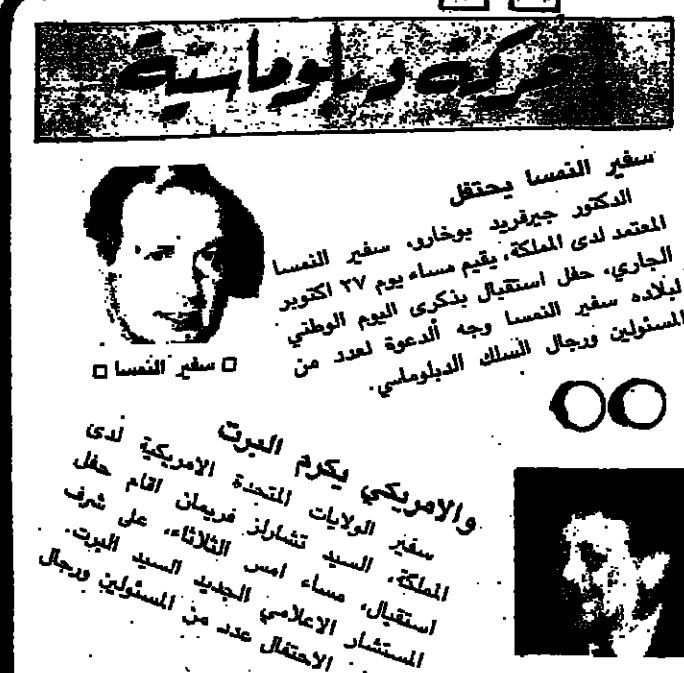 حركة دبلوماسية
سفير النمسا يحتفل
الدكتور جيرفريد بوخارو، سفير النمسا
المعتمد لدى المملكة، يقيم مساء يوم ٢٧ اكتوبر
الجاري، حفل استقبال بذكرى اليوم الوطني
لبلاده سفير النمسا وجه ألدعوة لعدد من
المسئولين ورجال السلك الدبلوماسي.
□ سفير النمسا □
والامريكي يكرم البرت
سفير الولايات المتحدة الامريكية لدى
المملكة، السيد تشارلز فريمان اقام حفل
استقبال، مساء امس الثلاثاء، على شرف
المستشار الاعلامي الجديد السيد البرت.
الاحتفال عدد من المسئولين ورجال